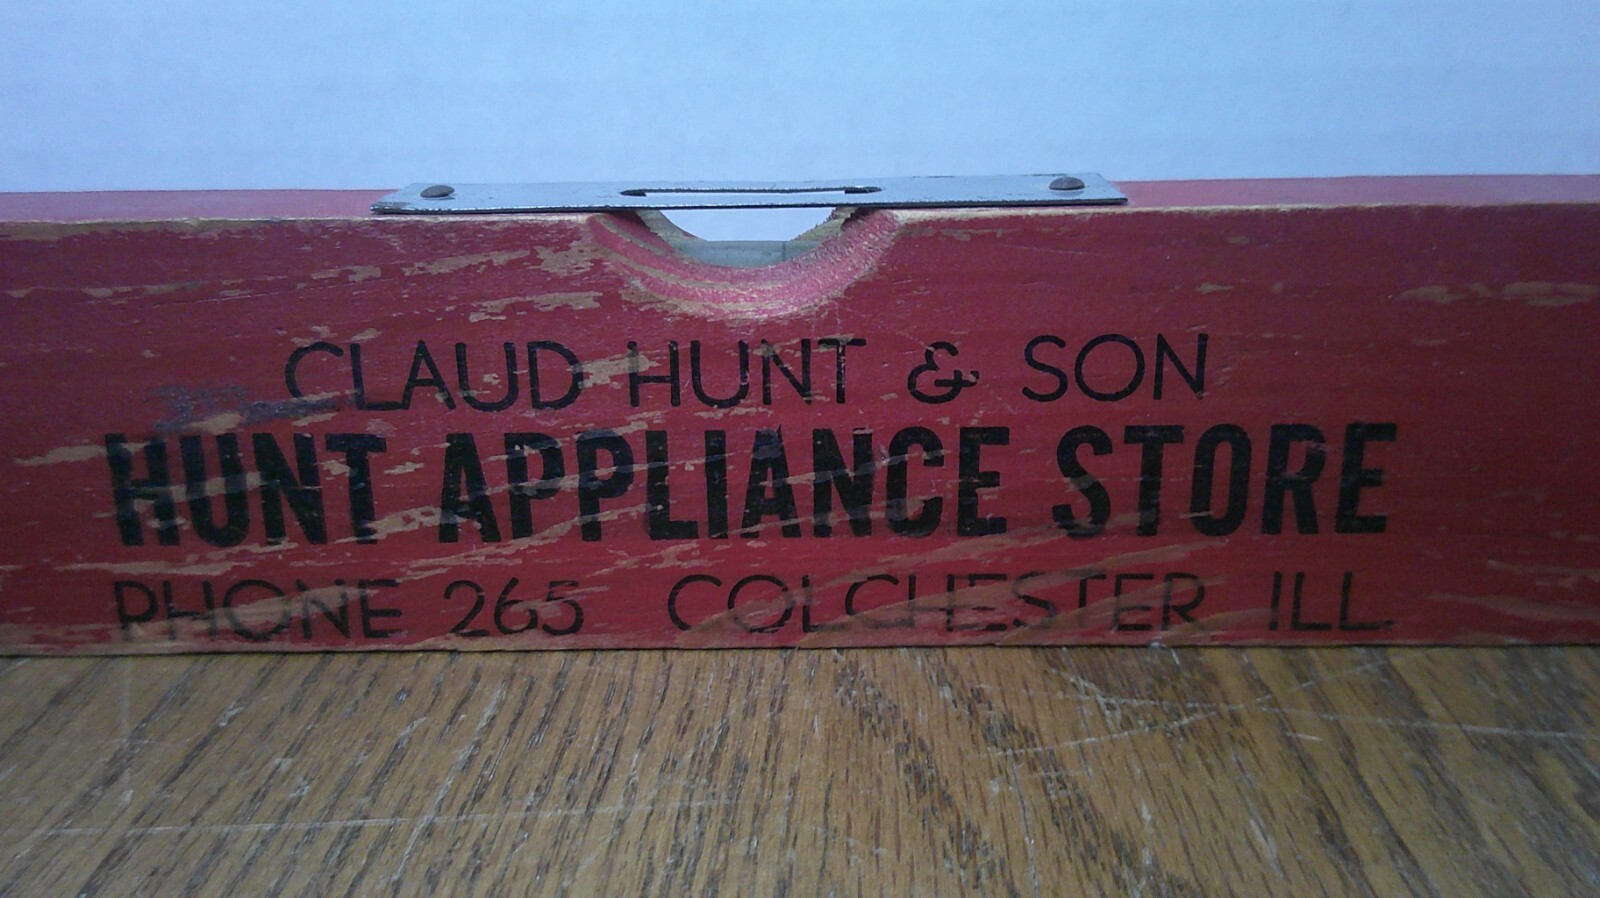 CLAUD HUNT & SON
HUNT APPLIANCE STORE
PHONE 265 COLCHESTER ILL.